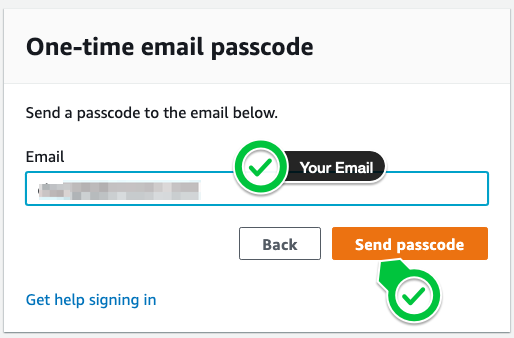 One-time email passcode
Send a passcode to the email below.
Email
Your Email
Back
Send passcode
Get help signing in